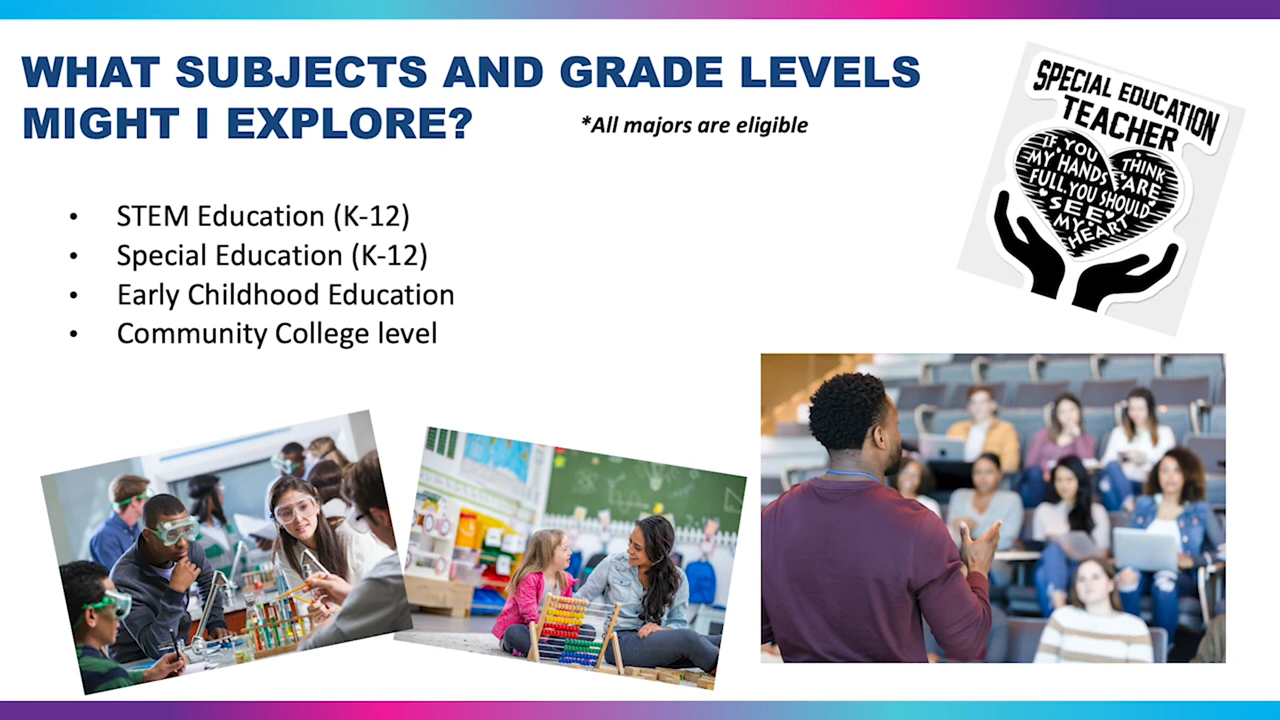 WHAT SUBJECTS AND GRADE LEVELS
MIGHT I EXPLORE?
*All majors are eligible
• STEM Education (K-12)
• Special Education (K-12)
• Early Childhood Education
• Community College level
SPECIAL EDUCATION
TEACHER
IF YOU THINK
MY HANDS ARE
FULL, YOU SHOULD
SEE
MY
HEART